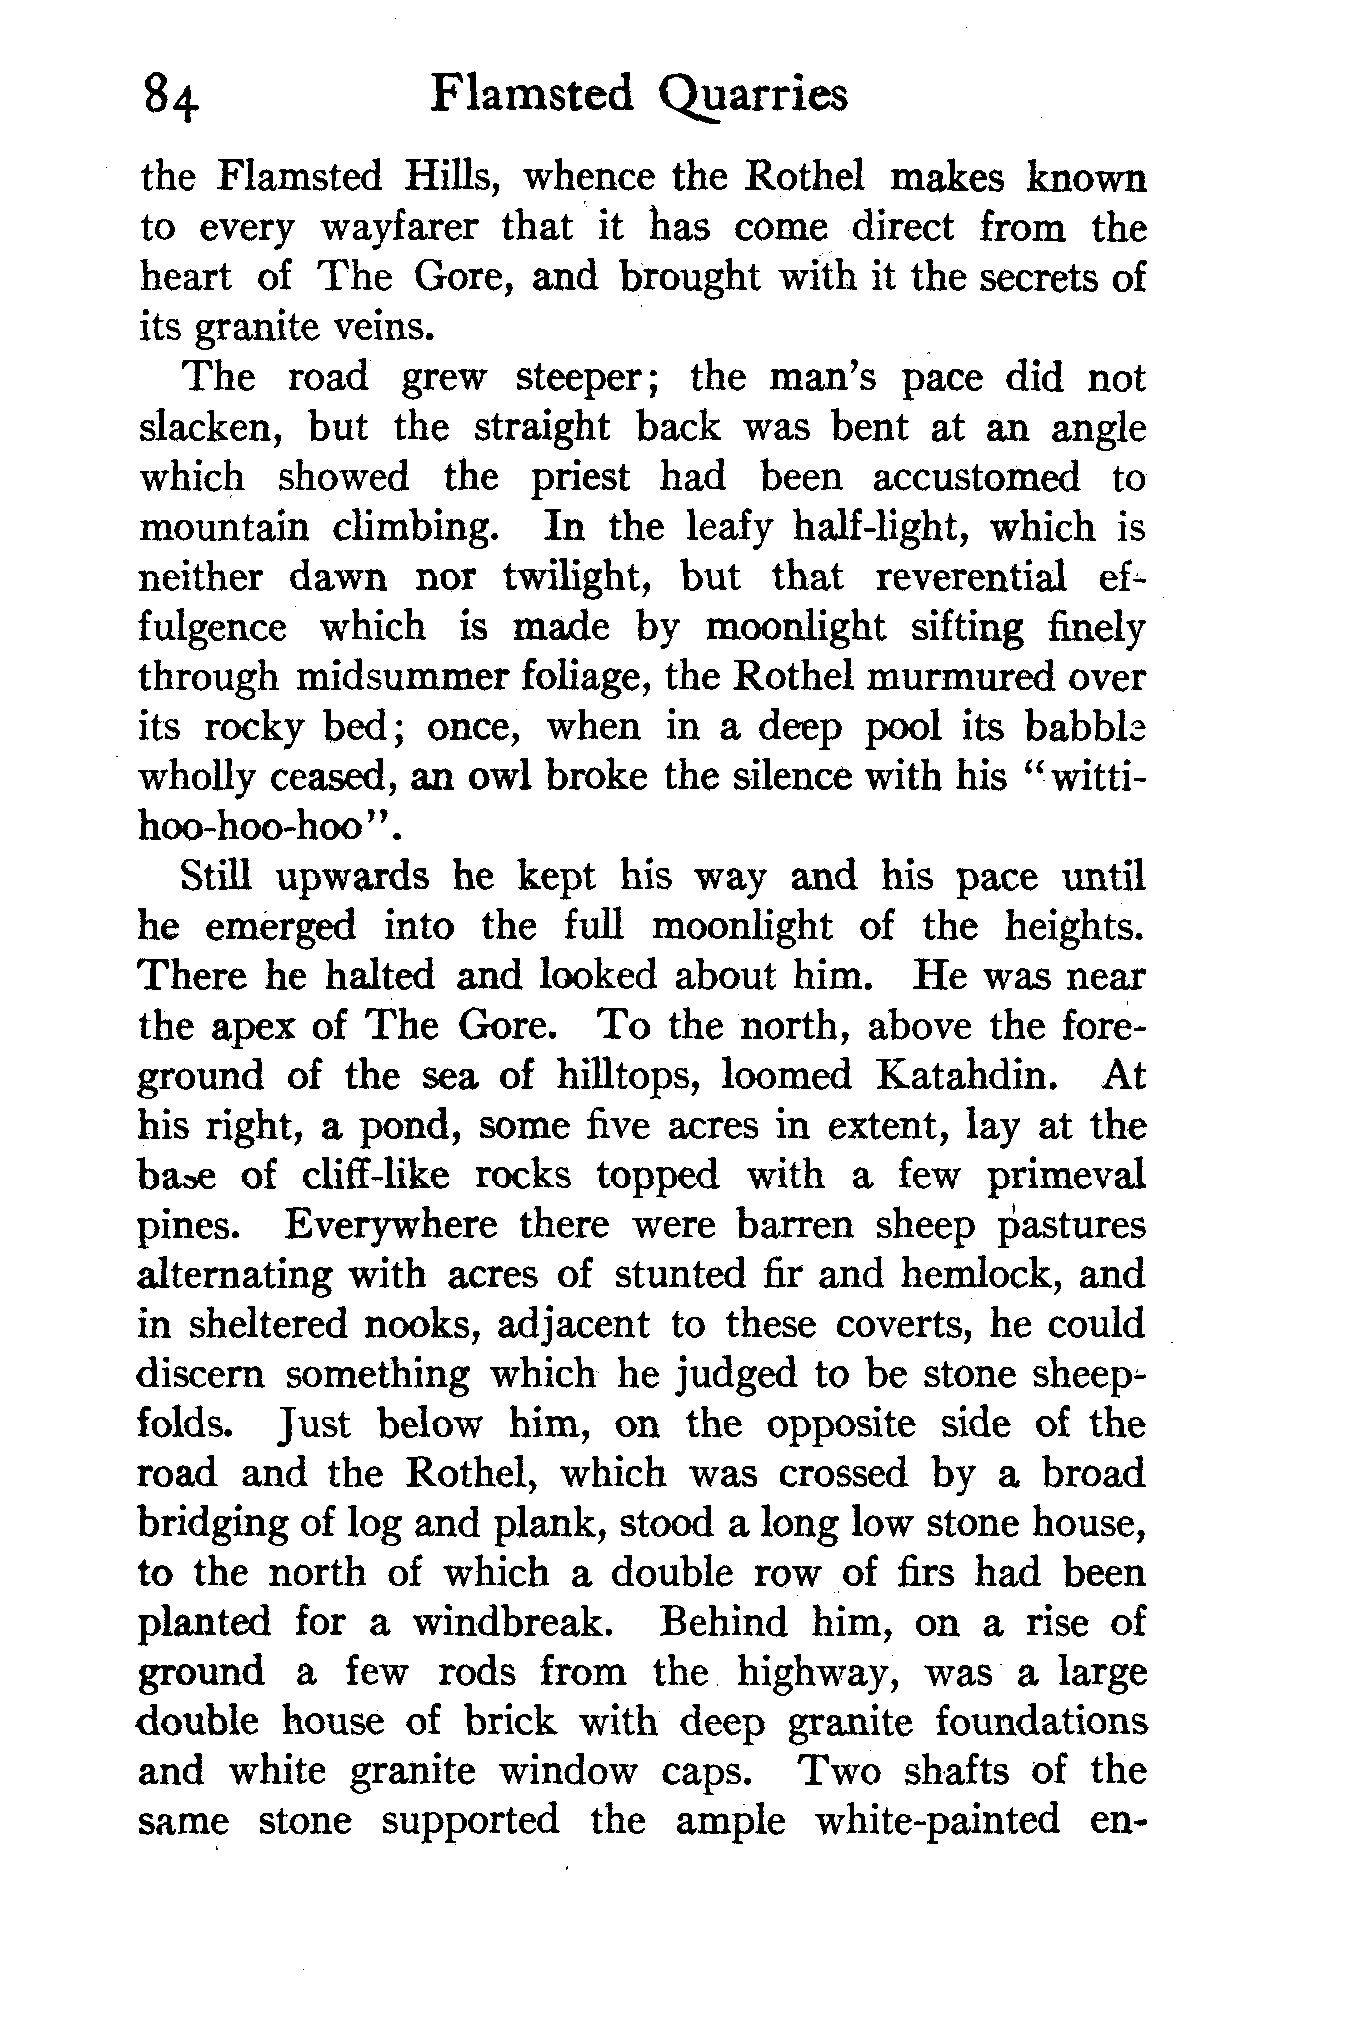 84 Flamsted Quarries
the Flamsted Hills, whence the Rothel makes known
to every wayfarer that it has come direct from the
heart of The Gore, and brought with it the secrets of
its granite veins.
The road grew steeper; the man's pace did not
slacken, but the straight back was bent at an angle
which showed the priest had been accustomed to
mountain climbing. In the leafy half-light, which is
neither dawn nor twilight, but that reverential ef-
fulgence which is made by moonlight sifting finely
through midsummer foliage, the Rothel murmured over
its rocky bed; once, when in a deep pool its babble
wholly ceased, an owl broke the silence with his "witti-
hoo-hoo-hoo".
Still upwards he kept his way and his pace until
he emerged into the full moonlight of the heights.
There he halted and looked about him. He was near
the apex of The Gore. To the north, above the fore-
ground of the sea of hilltops, loomed Katahdin. At
his right, a pond, some five acres in extent, lay at the
base of cliff-like rocks topped with a few primeval
pines. Everywhere there were barren sheep pastures
alternating with acres of stunted fir and hemlock, and
in sheltered nooks, adjacent to these coverts, he could
discern something which he judged to be stone sheep-
folds. Just below him, on the opposite side of the
road and the Rothel, which was crossed by a broad
bridging of log and plank, stood a long low stone house,
to the north of which a double row of firs had been
planted for a windbreak. Behind him, on a rise of
ground a few rods from the highway, was a large
double house of brick with deep granite foundations
and white granite window caps. Two shafts of the
same stone supported the ample white-painted en-